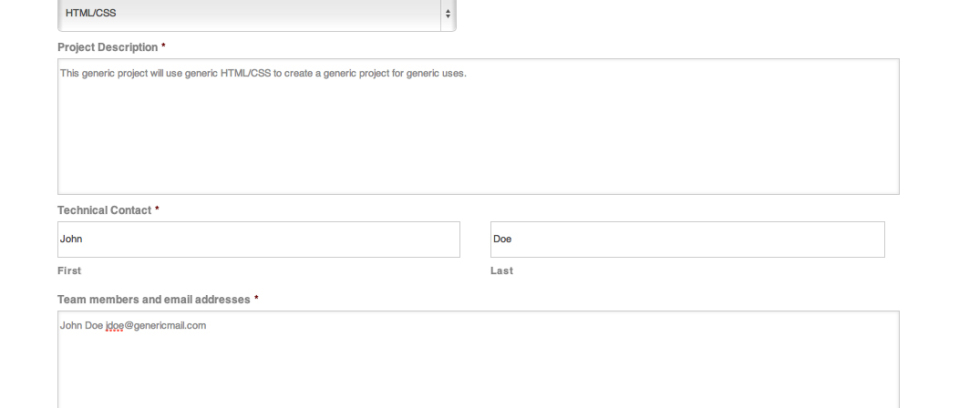 HTML/CSS
Project Description *
This generic project will use generic HTML/CSS to create a generic project for generic uses.
Technical Contact *
John Doe
First Last
Team members and email addresses *
John Doe jdoe@genericmail.com